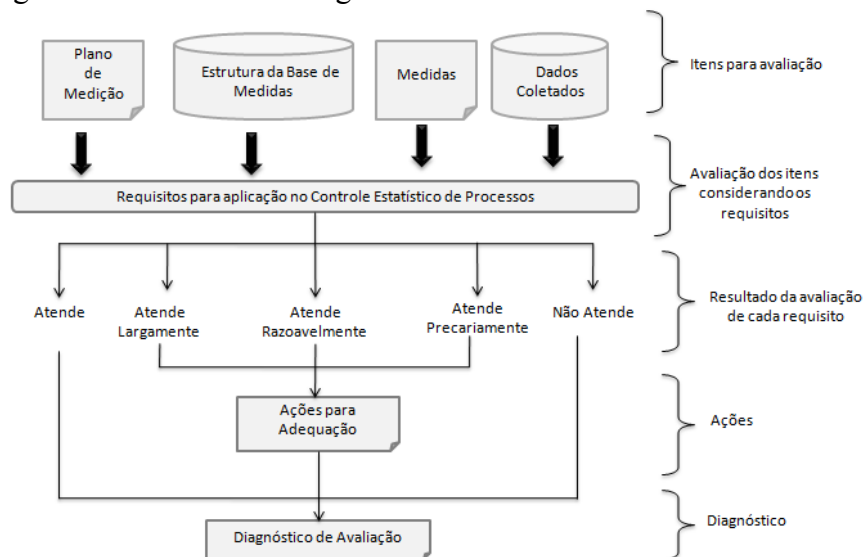 Plano
de
Medição
Estrutura da Base de
Medidas
Medidas
Dados
Coletados
Itens para avaliação
Requisitos para aplicação no Controle Estatístico de Processos
Avaliação dos itens
considerando os
requisitos
Atende
Atende
Largamente
Atende
Razoavelmente
Atende
Precariamente
Não Atende
Resultado da avaliação
de cada requisito
Ações para
Adequação
Ações
Diagnóstico de Avaliação
Diagnóstico